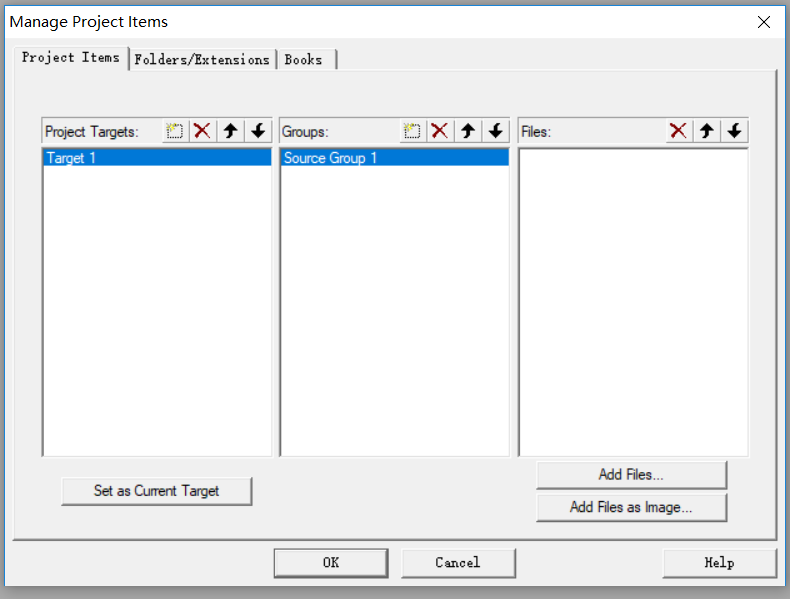 Manage Project Items
Project Items Folders/Extensions Books
Project Targets: Groups: Files:
Target 1 Source Group 1
Add Files...
Set as Current Target
Add Files as Image...
OK Cancel Help